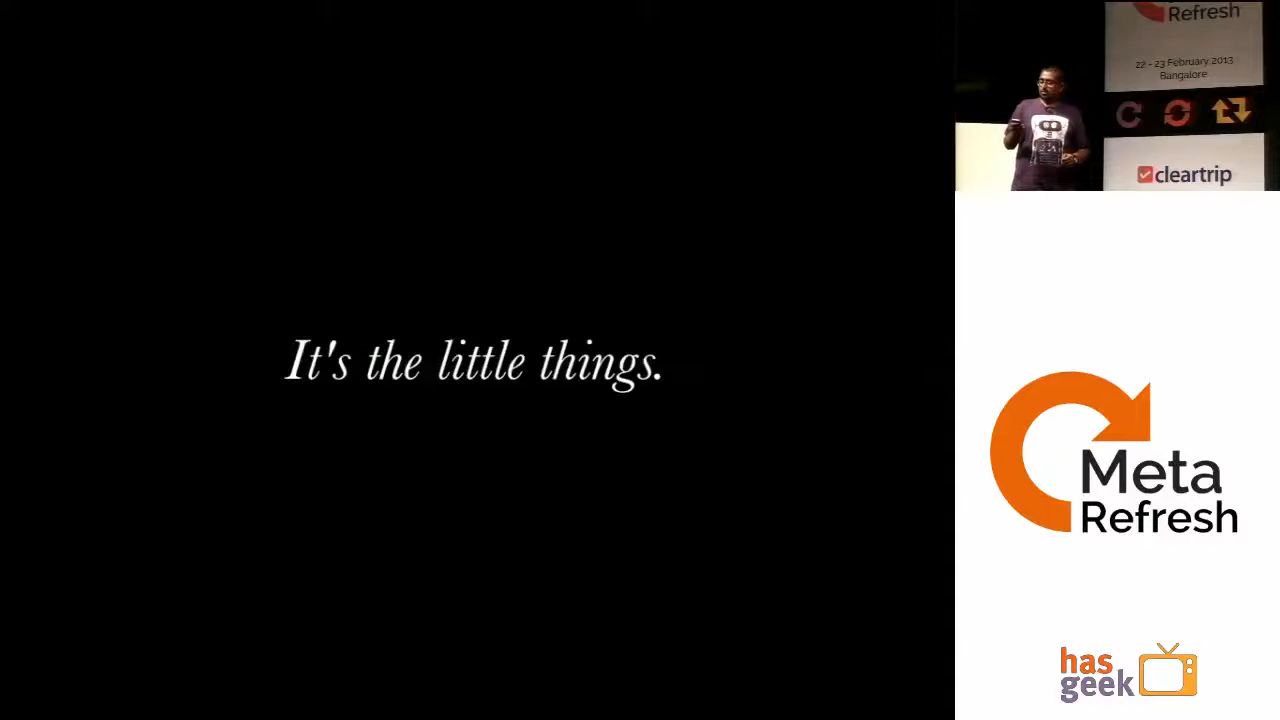 It's the little things.
Refresh
22 - 23 February 2013
Bangalore
cleartrip
Meta
Refresh
has
geek